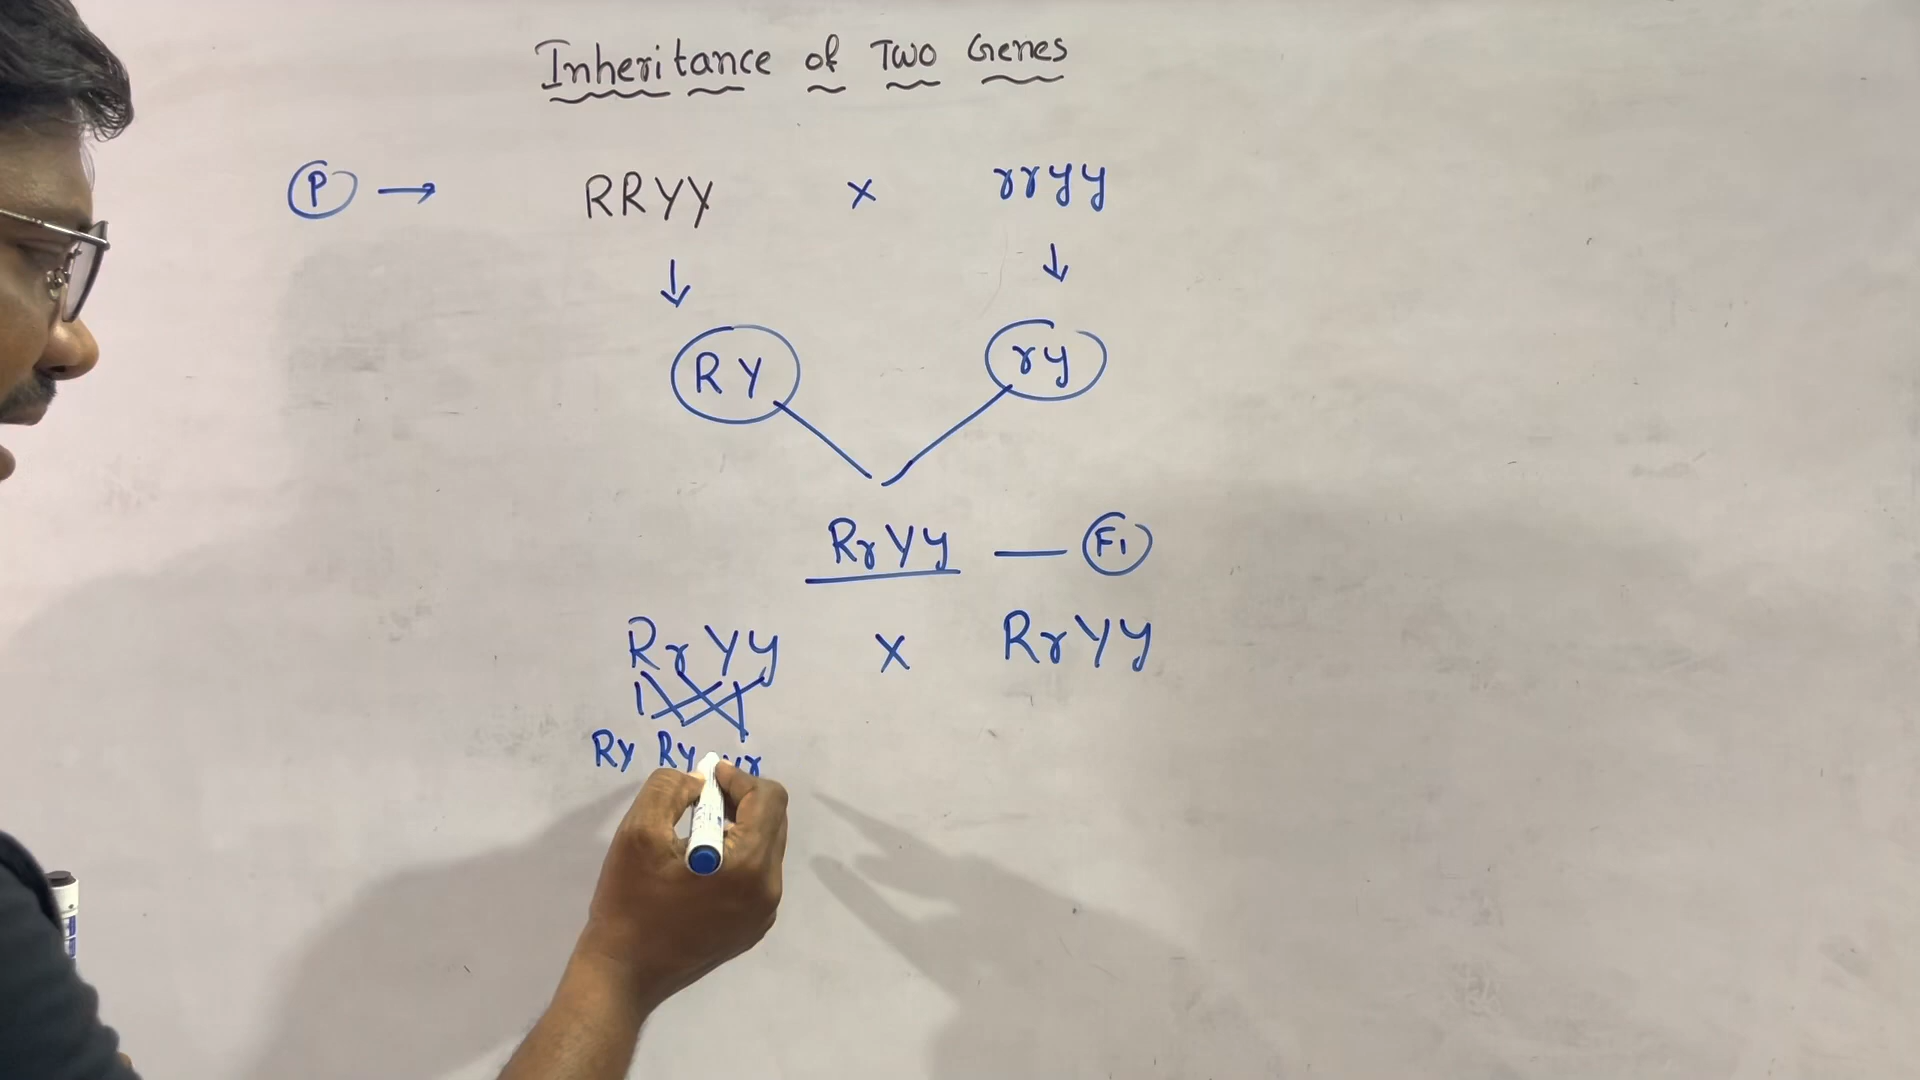 Inheritance of Two Genes
P → RRYY × rryy
↓ ↓
RY ry
RrYy — F1
RrYy × RrYy
Ry Ry